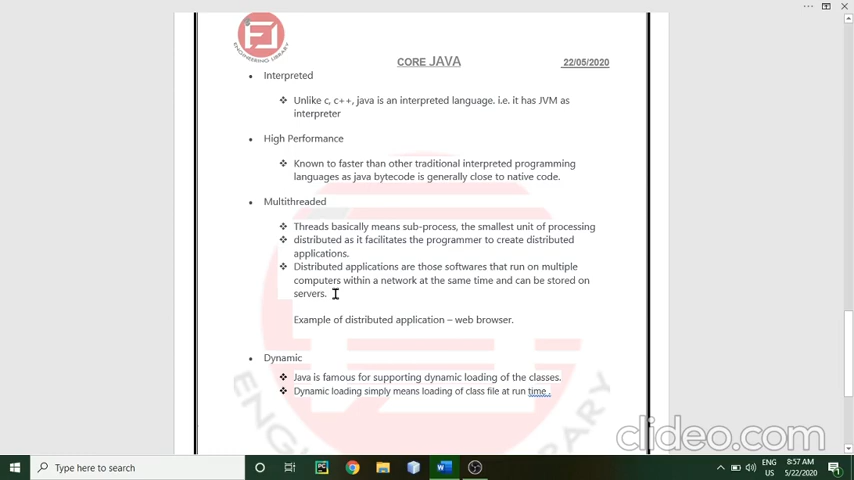 ENGINEERING LIBRARY
CORE JAVA 22/05/2020
• Interpreted
❖ Unlike c, c++, java is an interpreted language. i.e. it has JVM as
interpreter
• High Performance
❖ Known to faster than other traditional interpreted programming
languages as java bytecode is generally close to native code.
• Multithreaded
❖ Threads basically means sub-process, the smallest unit of processing
❖ distributed as it facilitates the programmer to create distributed
applications.
❖ Distributed applications are those softwares that run on multiple
computers within a network at the same time and can be stored on
servers.
Example of distributed application – web browser.
• Dynamic
❖ Java is famous for supporting dynamic loading of the classes.
❖ Dynamic loading simply means loading of class file at run time .
clideo.com
Type here to search
PC
ENG
US
8:57 AM
5/22/2020